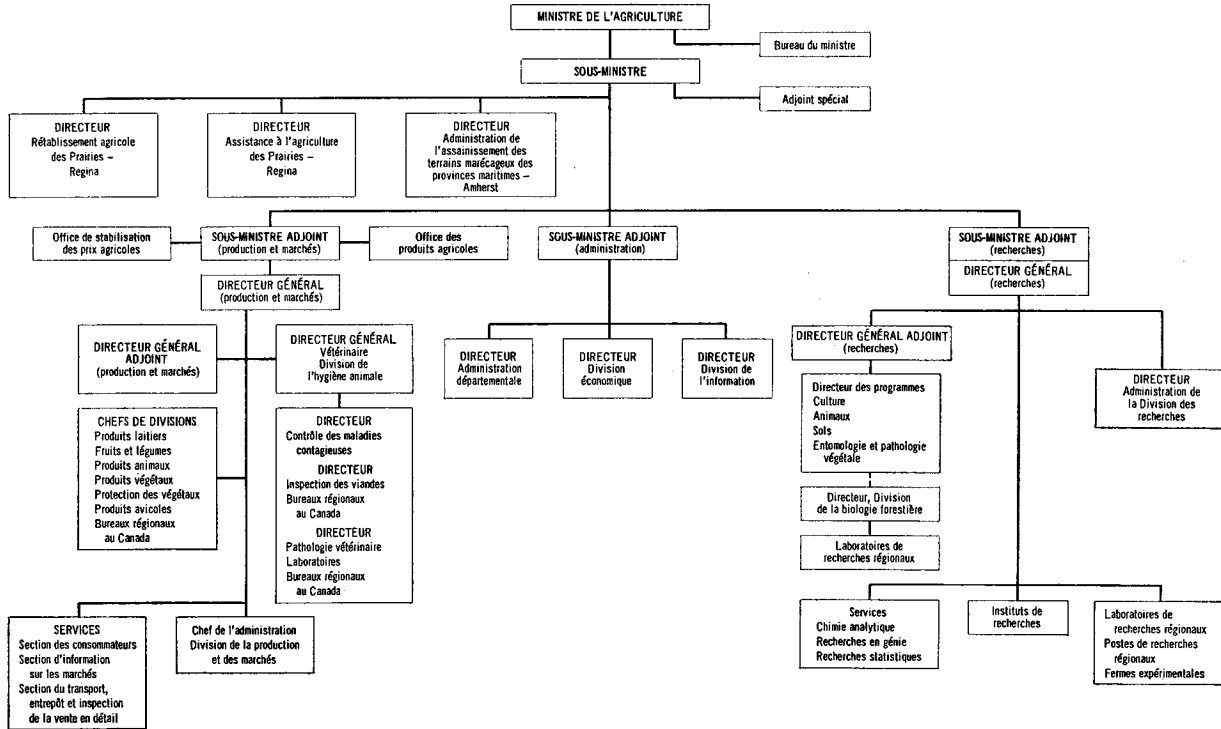 MINISTRE DE L'AGRICULTURE
Bureau du ministre
SOUS-MINISTRE
Adjoint spécial
DIRECTEUR
Rétablissement agricole
des Prairies –
Regina
DIRECTEUR
Assistance à l'agriculture
des Prairies –
Regina
DIRECTEUR
Administration de
l'assainissement des
terrains marécageux des
provinces maritimes –
Amherst
Office de stabilisation
des prix agricoles
SOUS-MINISTRE ADJOINT
(production et marchés)
Office des
produits agricoles
SOUS-MINISTRE ADJOINT
(administration)
SOUS-MINISTRE ADJOINT
(recherches)
DIRECTEUR GÉNÉRAL
(recherches)
DIRECTEUR GÉNÉRAL
(production et marchés)
DIRECTEUR GÉNÉRAL
ADJOINT
(production et marchés)
DIRECTEUR GÉNÉRAL
Vétérinaire
Division de
l'hygiène animale
DIRECTEUR
Administration
départementale
DIRECTEUR
Division
économique
DIRECTEUR
Division de
l'information
DIRECTEUR GÉNÉRAL ADJOINT
(recherches)
DIRECTEUR
Administration de
la Division des
recherches
Directeur des programmes
Culture
Animaux
Sols
Entomologie et pathologie
végétale
CHEFS DE DIVISIONS
Produits laitiers
Fruits et légumes
Produits animaux
Produits végétaux
Protection des végétaux
Produits avicoles
Bureaux régionaux
au Canada
DIRECTEUR
Contrôle des maladies
contagieuses
DIRECTEUR
Inspection des viandes
Bureaux régionaux
au Canada
DIRECTEUR
Pathologie vétérinaire
Laboratoires
Bureaux régionaux
au Canada
Directeur, Division
de la biologie forestière
Laboratoires de
recherches régionaux
SERVICES
Section des consommateurs
Section d'information
sur les marchés
Section du transport,
entrepôt et inspection
de la vente en détail
Chef de l'administration
Division de la production
et des marchés
Services
Chimie analytique
Recherches en génie
Recherches statistiques
Instituts de
recherches
Laboratoires de
recherches régionaux
Postes de recherches
régionaux
Fermes expérimentales